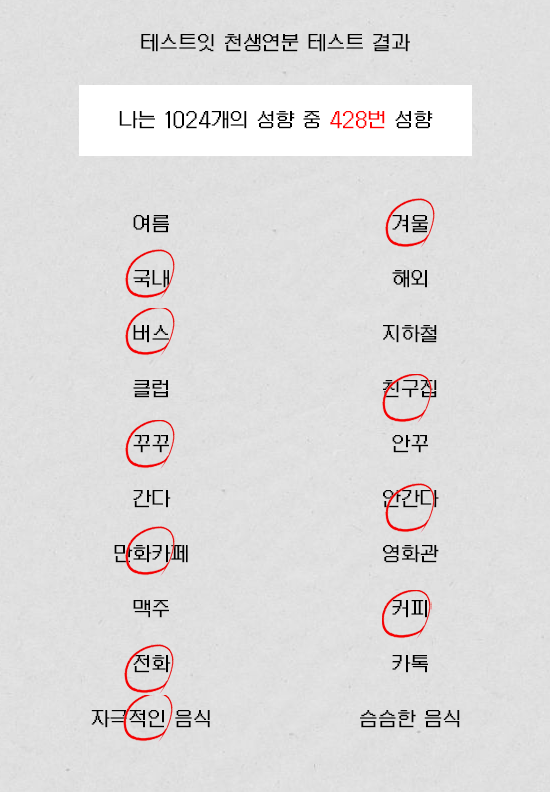 테스트잇 천생연분 테스트 결과
나는 1024개의 성향 중 428번 성향
여름 겨울
국내 해외
버스 지하철
클럽 친구집
꾸꾸 안꾸
간다 안간다
만화카페 영화관
맥주 커피
전화 카톡
자극적인 음식 슴슴한 음식